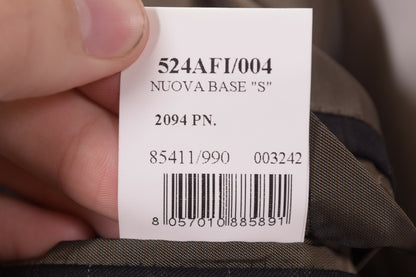 524AFI/004
NUOVA BASE "S"
2094 PN.
85411/990 003242
8 057010 885891